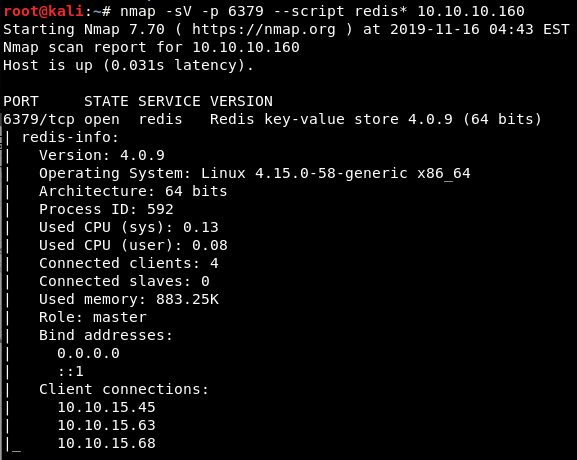 root@kali:~# nmap -sV -p 6379 --script redis* 10.10.10.160
Starting Nmap 7.70 ( https://nmap.org ) at 2019-11-16 04:43 EST
Nmap scan report for 10.10.10.160
Host is up (0.031s latency).

PORT     STATE SERVICE VERSION
6379/tcp open  redis   Redis key-value store 4.0.9 (64 bits)
| redis-info:
|   Version: 4.0.9
|   Operating System: Linux 4.15.0-58-generic x86_64
|   Architecture: 64 bits
|   Process ID: 592
|   Used CPU (sys): 0.13
|   Used CPU (user): 0.08
|   Connected clients: 4
|   Connected slaves: 0
|   Used memory: 883.25K
|   Role: master
|   Bind addresses:
|     0.0.0.0
|     ::1
|   Client connections:
|     10.10.15.45
|     10.10.15.63
|_    10.10.15.68